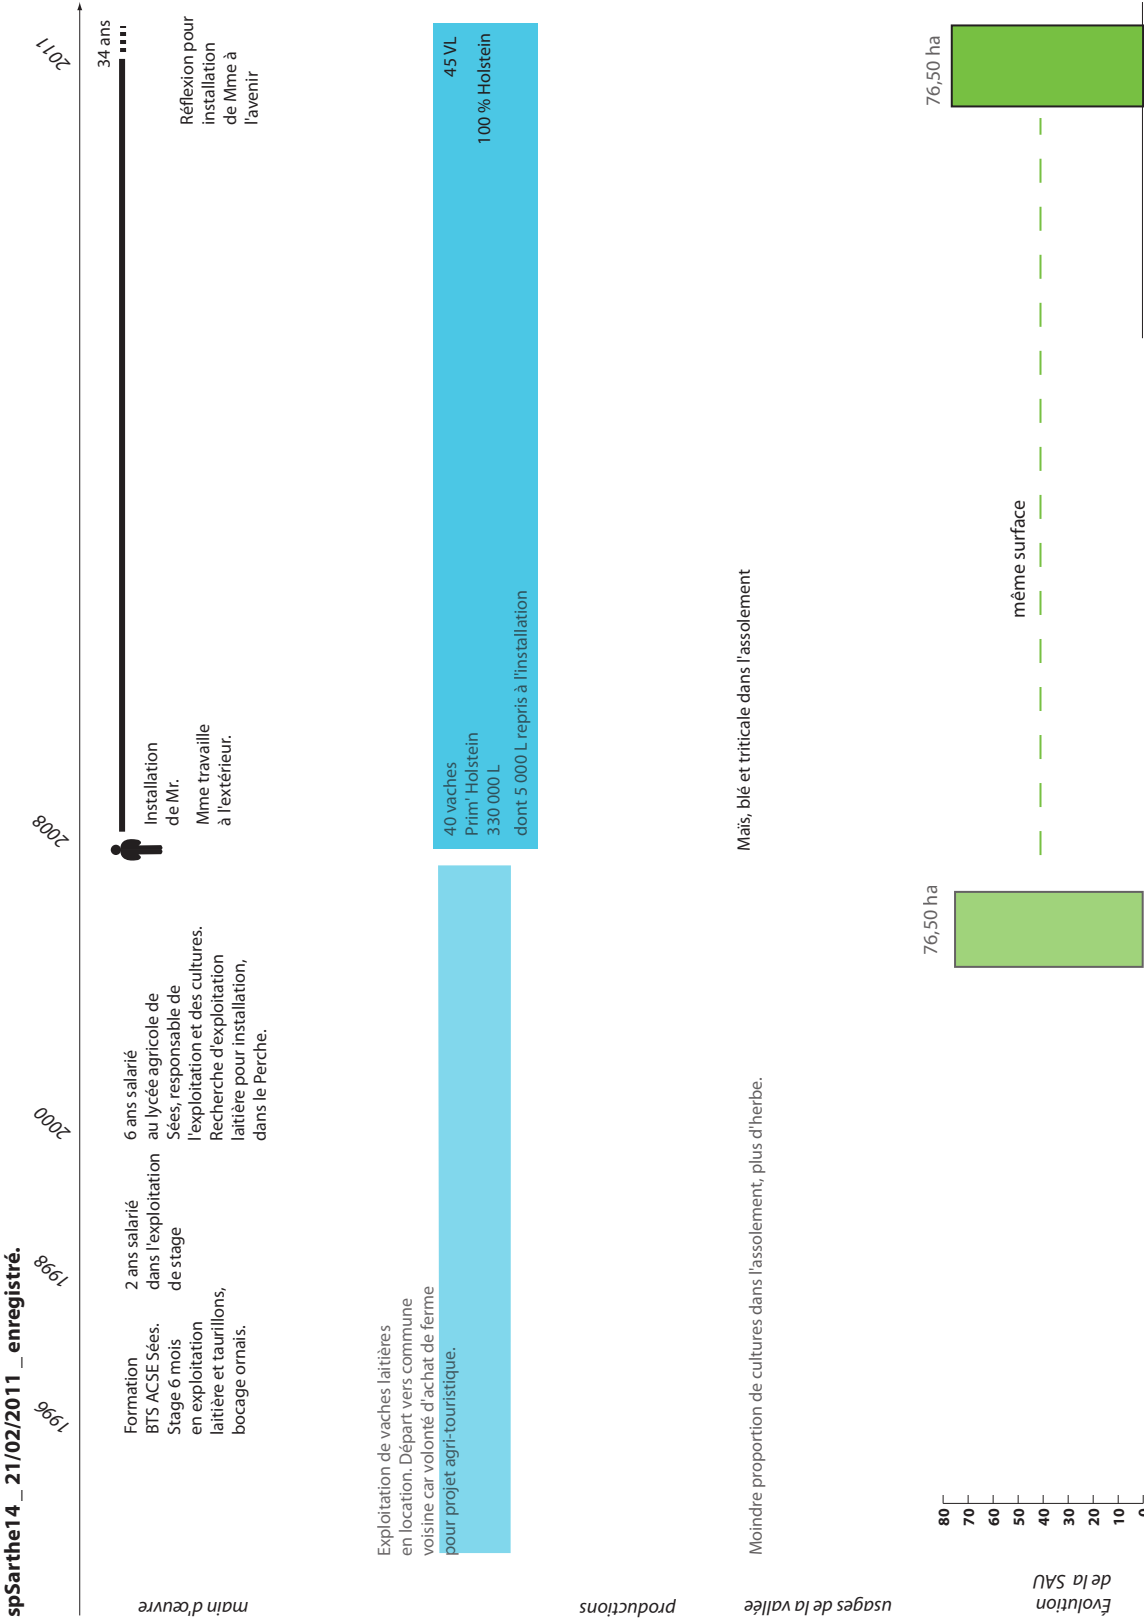 spSarthe14 _ 21/02/2011 _ enregistré.
1996
1998
2000
2008
2011
main d'œuvre
Formation
BTS ACSE Sées.
Stage 6 mois
en exploitation
laitière et taurillons,
bocage ornais.
2 ans salarié
dans l'exploitation
de stage
6 ans salarié
au lycée agricole de
Sées, responsable de
l'exploitation et des cultures.
Recherche d'exploitation
laitière pour installation,
dans le Perche.
Installation
de Mr.
Mme travaille
à l'extérieur.
34 ans
Réflexion pour
installation
de Mme à
l'avenir
productions
Exploitation de vaches laitières
en location. Départ vers commune
voisine car volonté d'achat de ferme
pour projet agri-touristique.
40 vaches
Prim' Holstein
330 000 L
dont 5 000 L repris à l'installation
45 VL
100 % Holstein
usages de la vallée
Moindre proportion de cultures dans l'assolement, plus d'herbe.
Maïs, blé et triticale dans l'assolement
Evolution
de la SAU
80
70
60
50
40
30
20
10
0
76,50 ha
même surface
76,50 ha